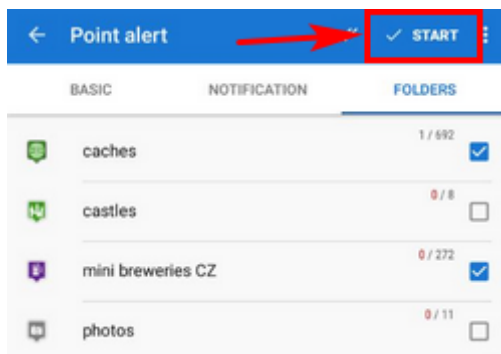 Point alert
START
BASIC NOTIFICATION FOLDERS
1 / 692
caches
0 / 8
castles
0 / 272
mini breweries CZ
0 / 11
photos